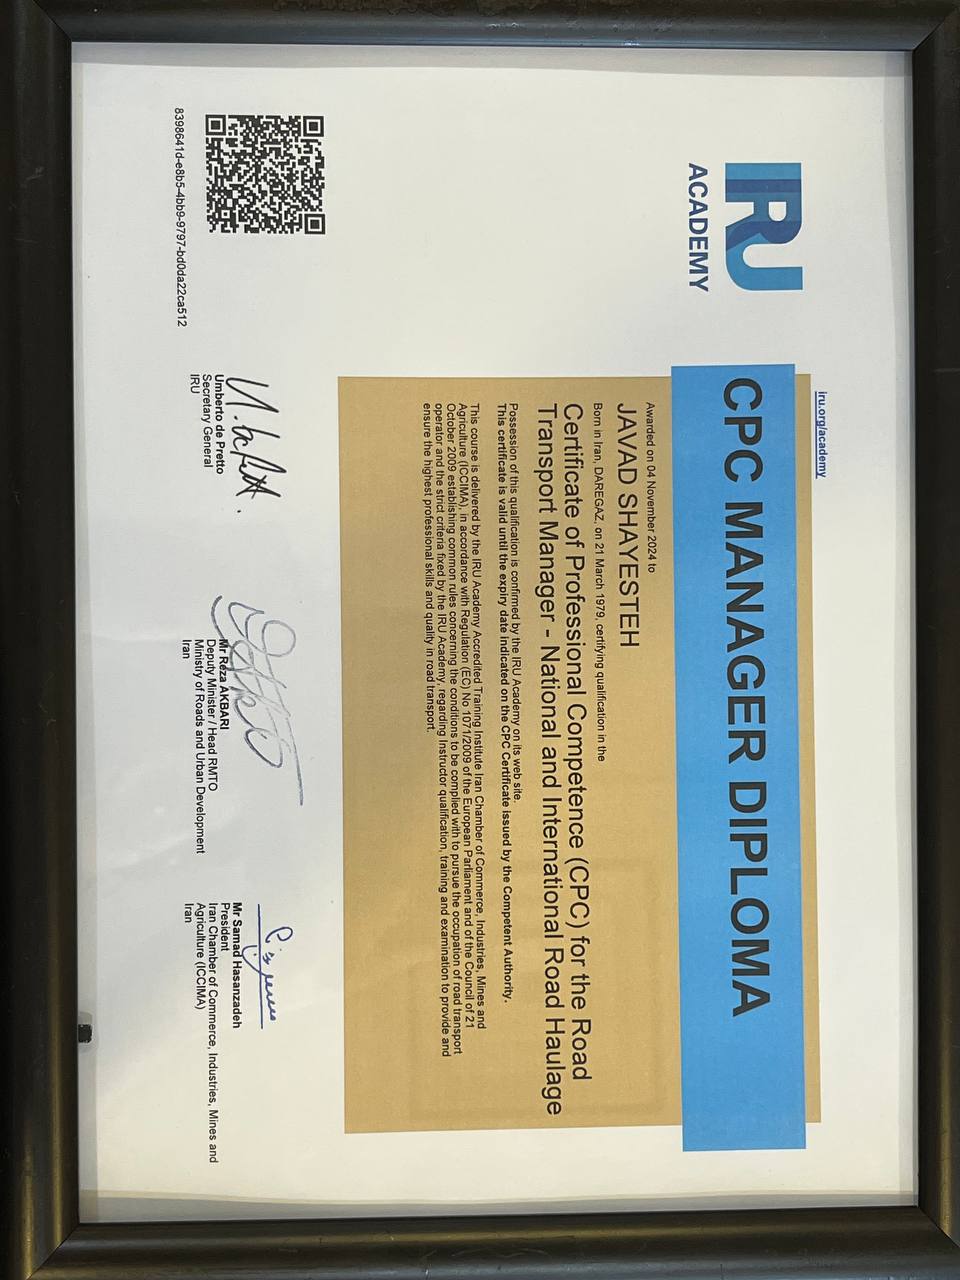 IRU
ACADEMY
iru.org/academy
CPC MANAGER DIPLOMA
Awarded on 04 November 2024 to
JAVAD SHAYESTEH
Born in Iran, DAREGAZ, on 21 March 1979, certifying qualification in the
Certificate of Professional Competence (CPC) for the Road
Transport Manager - National and International Road Haulage
Possession of this qualification is confirmed by the IRU Academy on its web site.
This certificate is valid until the expiry date indicated on the CPC Certificate issued by the Competent Authority.
This course is delivered by the IRU Academy Accredited Training Institute Iran Chamber of Commerce, Industries, Mines and
Agriculture (ICCIMA), in accordance with Regulation (EC) No 1071/2009 of the European Parliament and of the Council of 21
October 2009 establishing common rules concerning the conditions to be complied with to pursue the occupation of road transport
operator and the strict criteria fixed by the IRU Academy, regarding Instructor qualification, training and examination to provide and
ensure the highest professional skills and quality in road transport.
8398641d-e8b5-4bb9-9797-bd0da22ca512
Umberto de Pretto
Secretary General
IRU
Mr Reza AKBARI
Deputy Minister / Head RMTO
Ministry of Roads and Urban Development
Iran
Mr Samad Hasanzadeh
President
Iran Chamber of Commerce, Industries, Mines and
Agriculture (ICCIMA)
Iran